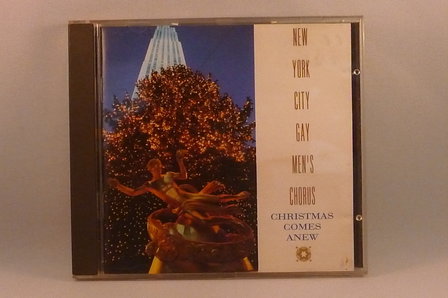 NEW
YORK
CITY
GAY
MEN'S
CHORUS
CHRISTMAS
COMES
ANEW